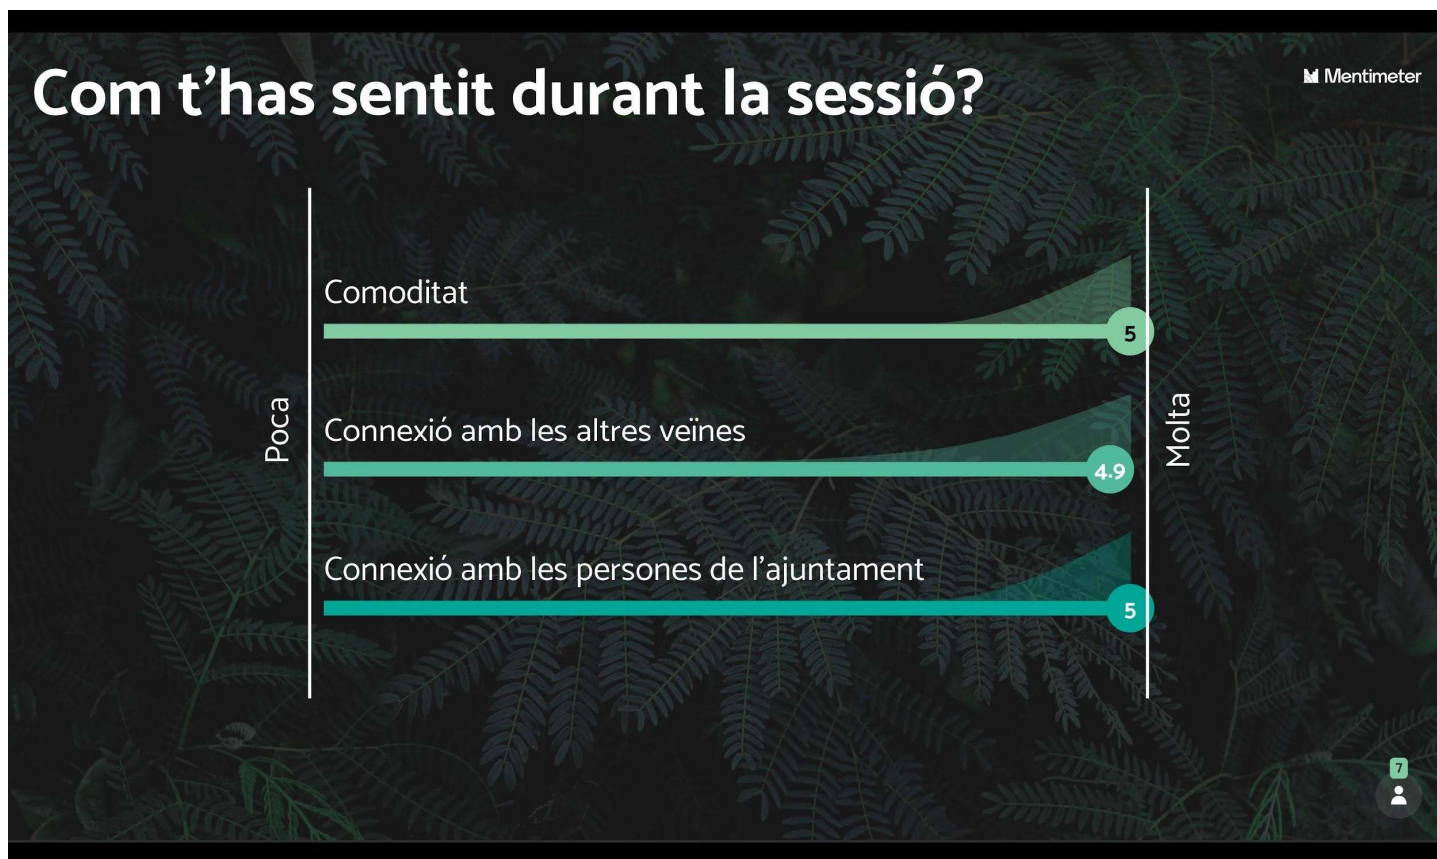 Com t’has sentit durant la sessió?
Mentimeter
Comoditat
5
Poca
Connexió amb les altres veïnes
4.9
Molta
Connexió amb les persones de l’ajuntament
5
7